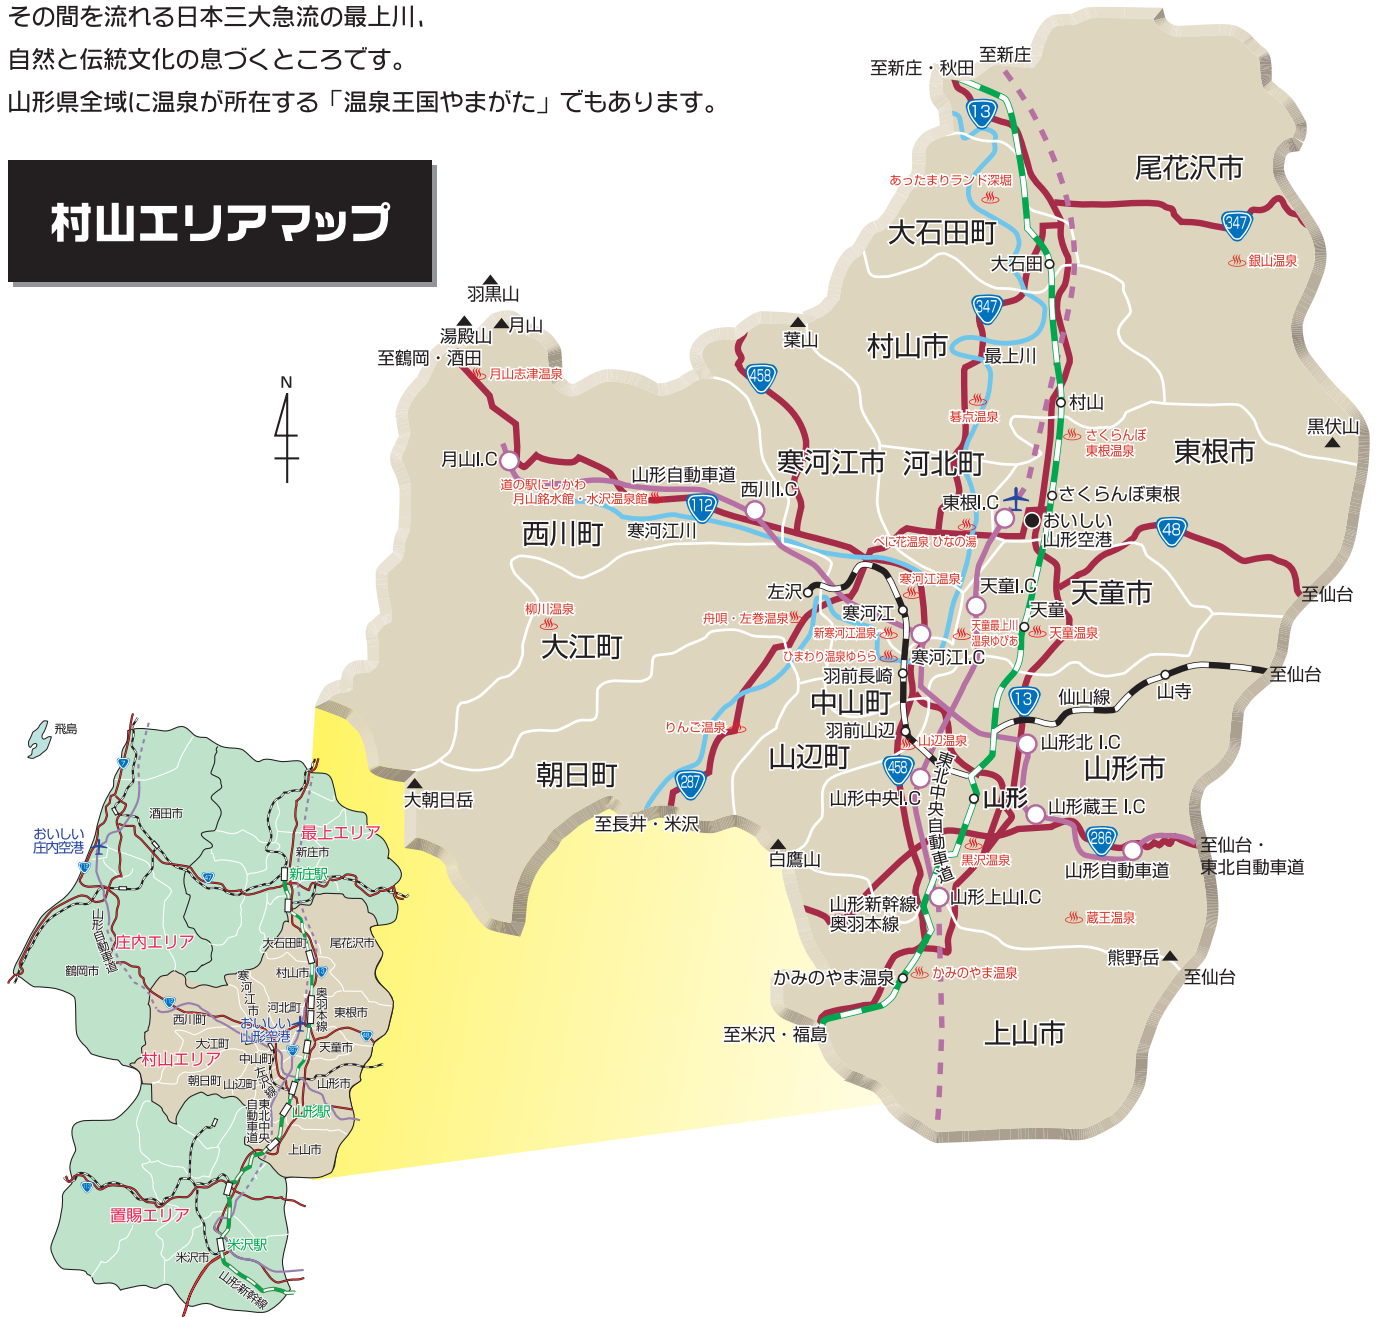 その間を流れる日本三大急流の最上川、
自然と伝統文化の息づくところです。
山形県全域に温泉が所在する「温泉王国やまがた」でもあります。
村山エリアマップ
至新庄
至新庄・秋田
13
尾花沢市
あったまりランド深堀
347
大石田町
銀山温泉
大石田
羽黒山
月山
湯殿山
至鶴岡・酒田
月山志津温泉
347
葉山
村山市
最上川
458
N
碁点温泉
村山
黒伏山
さくらんぼ
東根温泉
東根市
月山I.C
山形自動車道
寒河江市
河北町
道の駅にしかわ
月山銘水館・水沢温泉館
西川I.C
東根I.C
さくらんぼ東根
112
西川町
寒河江川
おいしい
山形空港
48
べに花温泉 ひなの湯
寒河江温泉
天童I.C
天童市
至仙台
左沢
柳川温泉
舟唄・左巻温泉
寒河江
天童
新寒河江温泉
天童最上川
温泉ゆぴあ
天童温泉
大江町
ひまわり温泉ゆらら
寒河江I.C
羽前長崎
至仙台
山寺
仙山線
13
中山町
りんご温泉
羽前山辺
山辺温泉
山形北 I.C
山辺町
朝日町
458
東北中央自動車道
山形市
287
大朝日岳
山形中央I.C
山形
山形蔵王 I.C
至長井・米沢
286
至仙台・
東北自動車道
白鷹山
黒沢温泉
山形自動車道
山形新幹線
奥羽本線
山形上山I.C
蔵王温泉
熊野岳
至仙台
かみのやま温泉
かみのやま温泉
至米沢・福島
上山市
飛島
7
酒田市
おいしい
庄内空港
最上エリア
新庄市
新庄駅
山形自動車道
庄内エリア
鶴岡市
大石田町
尾花沢市
村山市
寒河江市
河北町
奥羽本線
東根市
西川町
おいしい
山形空港
大江町
天童市
村山エリア
中山町
朝日町
山辺町
左沢線
山形市
東北中央
自動車道
山形駅
上山市
置賜エリア
米沢駅
米沢市
山形新幹線